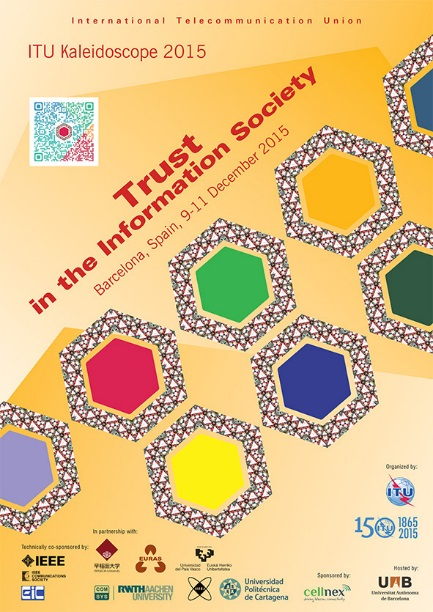 International Telecommunication Union
ITU Kaleidoscope 2015
Trust
in the Information Society
Barcelona, Spain, 9-11 December 2015
Organized by:
ITU
150 ITU 1865 2015
In partnership with:
Technically co-sponsored by:
IEEE
IEEE COMMUNICATIONS SOCIETY
早稲田大学
EURAS
Universidad del País Vasco
Euskal Herriko Unibertsitatea
COM SYS
RWTH AACHEN UNIVERSITY
Universidad Politécnica de Cartagena
Sponsored by:
cellnex
Hosted by:
UAB
Universitat Autònoma de Barcelona